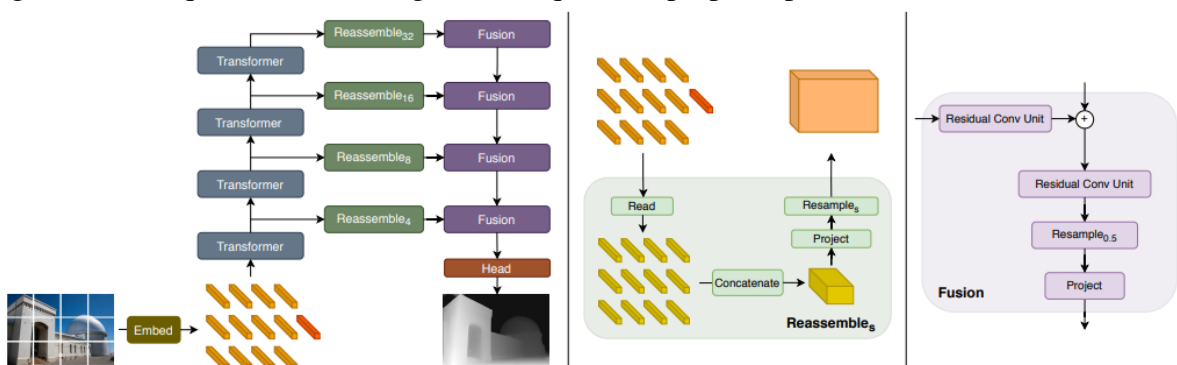 Reassemble32
Fusion
Transformer
Reassemble16
Fusion
Transformer
Reassemble8
Fusion
Transformer
Reassemble4
Fusion
Transformer
Head
Embed
Read
Concatenate
Resamples
Project
Reassembles
Residual Conv Unit
+
Residual Conv Unit
Resample0.5
Project
Fusion